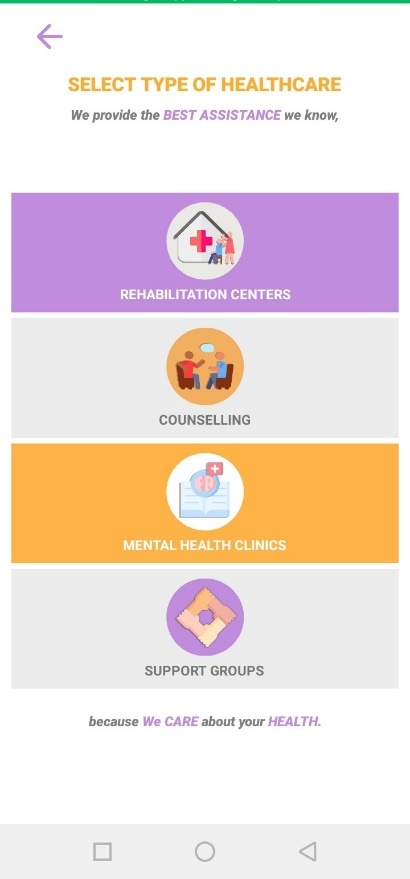 SELECT TYPE OF HEALTHCARE
We provide the BEST ASSISTANCE we know,
REHABILITATION CENTERS
COUNSELLING
MENTAL HEALTH CLINICS
SUPPORT GROUPS
because We CARE about your HEALTH.